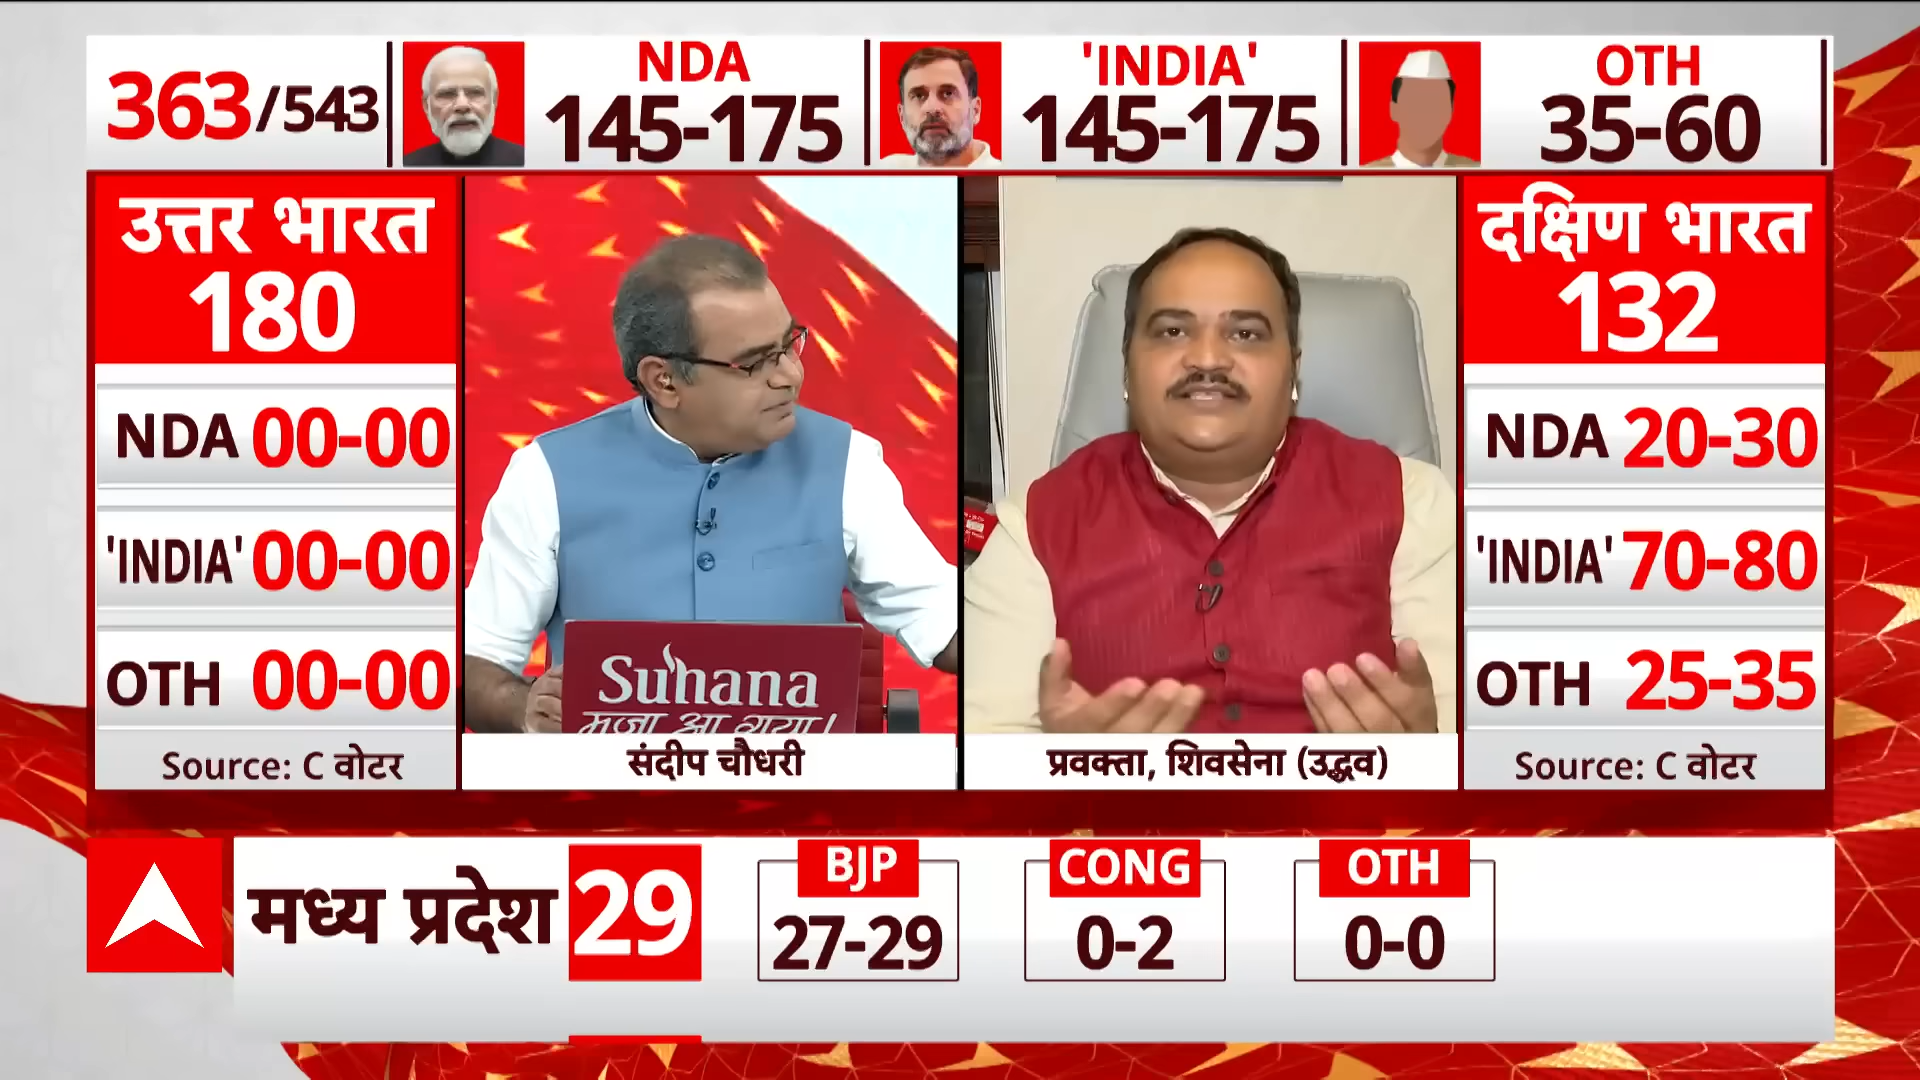 363/543
NDA
145-175
'INDIA'
145-175
OTH
35-60
उत्तर भारत
180
NDA 00-00
'INDIA' 00-00
OTH 00-00
Source: C वोटर
Suhana
मज़ा आ गया!
संदीप चौधरी
प्रवक्ता, शिवसेना (उद्धव)
दक्षिण भारत
132
NDA 20-30
'INDIA' 70-80
OTH 25-35
Source: C वोटर
मध्य प्रदेश 29
BJP
27-29
CONG
0-2
OTH
0-0